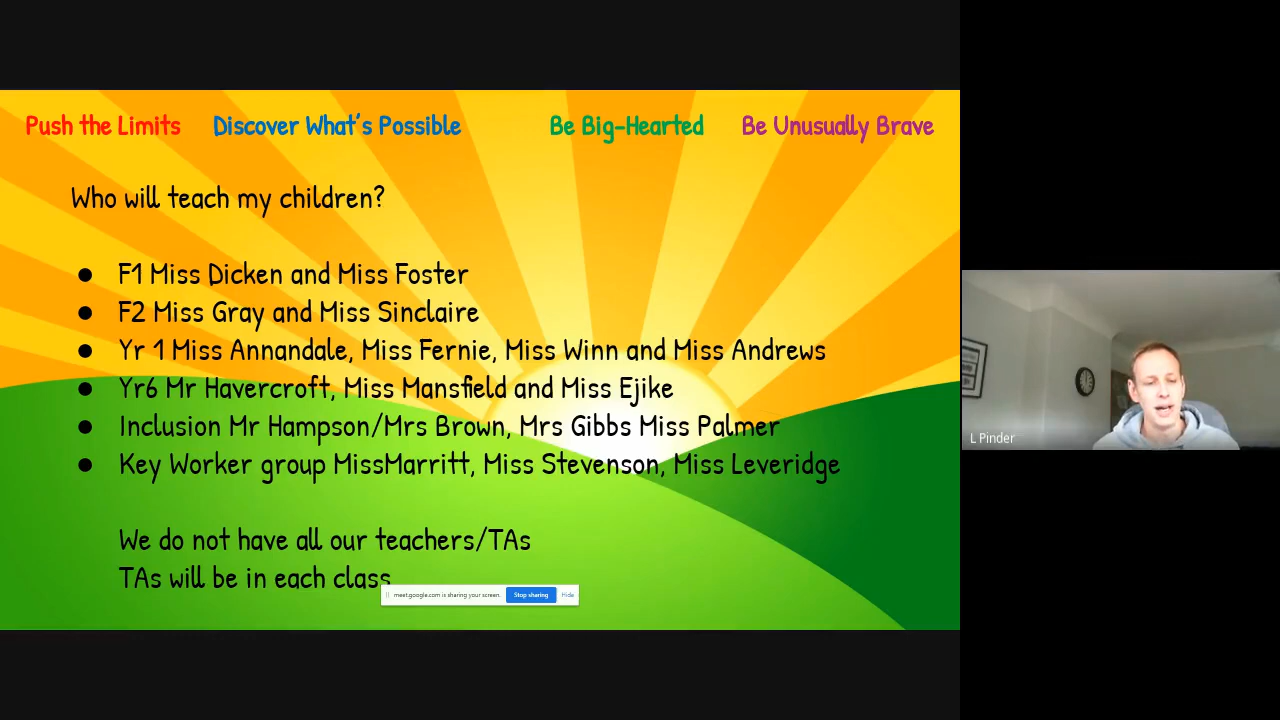 Push the Limits Discover What's Possible Be Big-Hearted Be Unusually Brave
Who will teach my children?
● F1 Miss Dicken and Miss Foster
● F2 Miss Gray and Miss Sinclaire
● Yr 1 Miss Annandale, Miss Fernie, Miss Winn and Miss Andrews
● Yr6 Mr Havercroft, Miss Mansfield and Miss Ejike
● Inclusion Mr Hampson/Mrs Brown, Mrs Gibbs Miss Palmer
● Key Worker group MissMarritt, Miss Stevenson, Miss Leveridge
We do not have all our teachers/TAs
TAs will be in each class
meet.google.com is sharing your screen. Stop sharing Hide
L Pinder